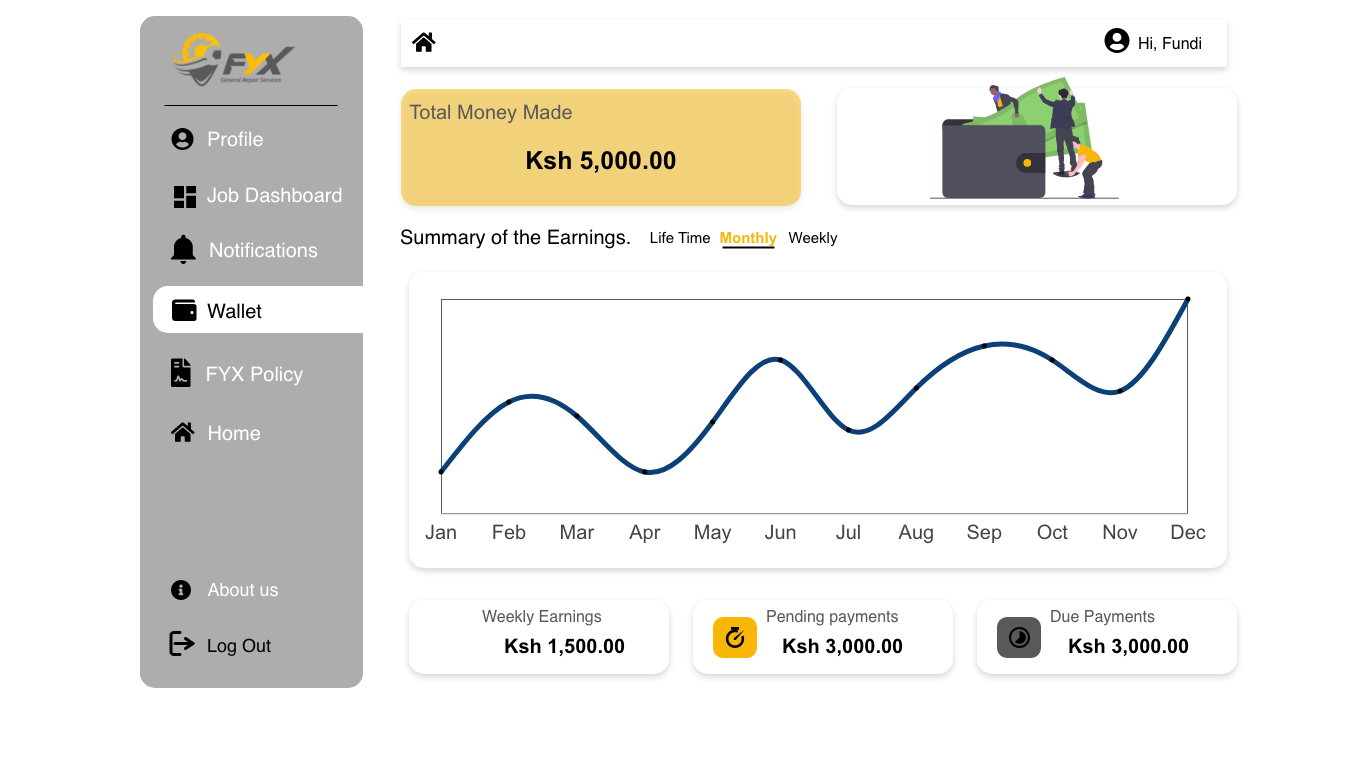 FYX
General Repair Services
Profile
Job Dashboard
Notifications
Wallet
FYX Policy
Home
About us
Log Out
Hi, Fundi
Total Money Made
Ksh 5,000.00
Summary of the Earnings. Life Time Monthly Weekly
Jan Feb Mar Apr May Jun Jul Aug Sep Oct Nov Dec
Weekly Earnings
Ksh 1,500.00
Pending payments
Ksh 3,000.00
Due Payments
Ksh 3,000.00